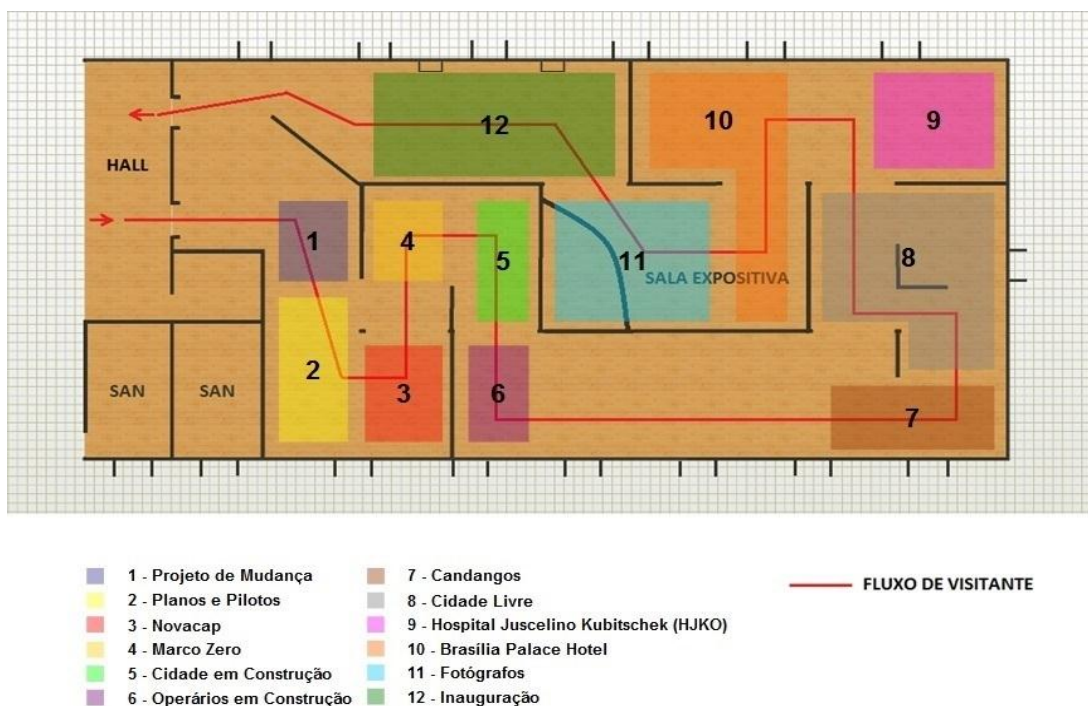 12
10
9
HALL
1
4
5
11
SALA EXPOSITIVA
8
2
3
6
7
SAN
SAN
1 - Projeto de Mudança
2 - Planos e Pilotos
3 - Novacap
4 - Marco Zero
5 - Cidade em Construção
6 - Operários em Construção
7 - Candangos
8 - Cidade Livre
9 - Hospital Juscelino Kubitschek (HJKO)
10 - Brasília Palace Hotel
11 - Fotógrafos
12 - Inauguração
FLUXO DE VISITANTE